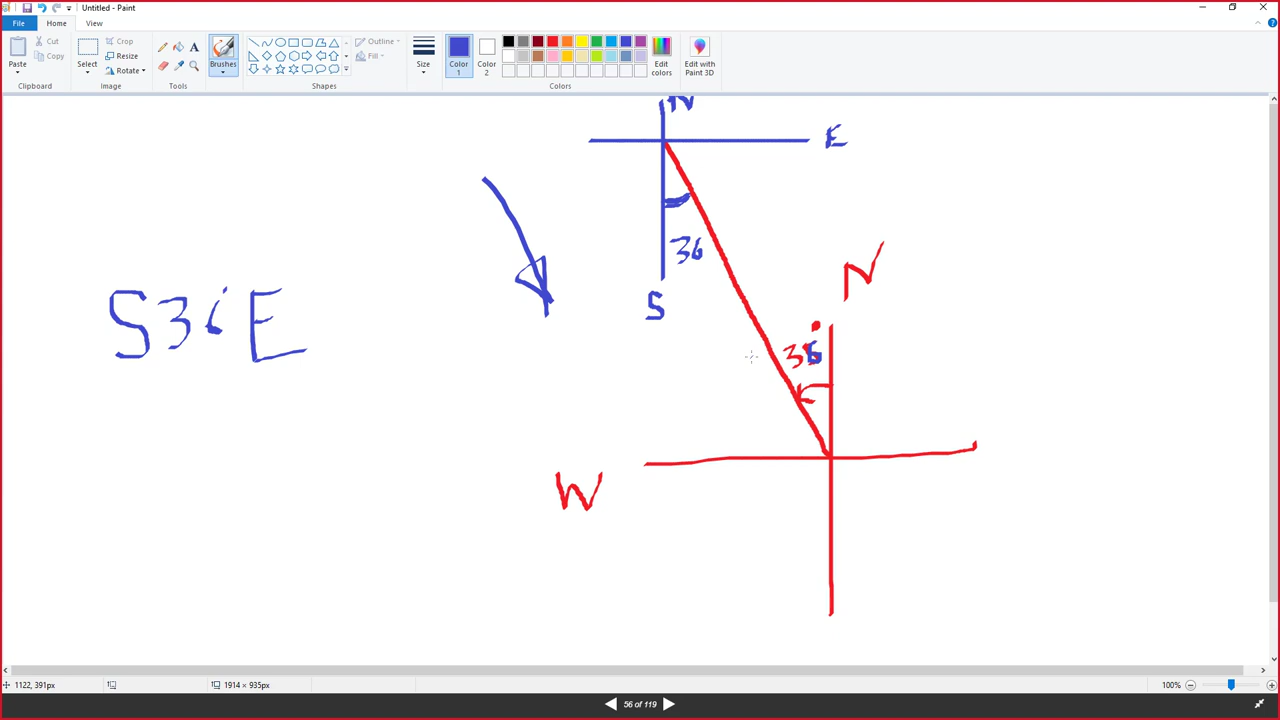 Untitled - Paint
File Home View
Paste
Cut
Copy
Clipboard
Select
Crop
Resize
Rotate
Image
Tools
Brushes
Shapes
Outline
Fill
Size
Color 1
Color 2
Colors
Edit colors
Edit with Paint 3D
N
E
36
S
N
36
S36E
W
1122, 391px
1914 × 935px
100%
56 of 119